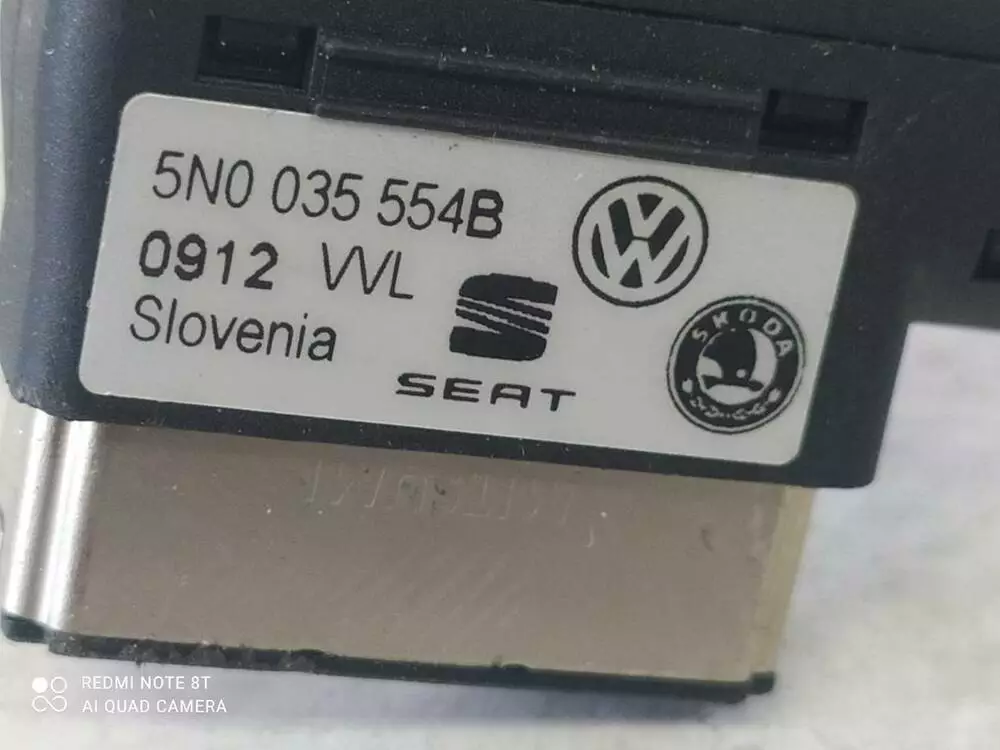 5N0 035 554B
0912 VVL
Slovenia
SEAT
SKODA
REDMI NOTE 8T
AI QUAD CAMERA